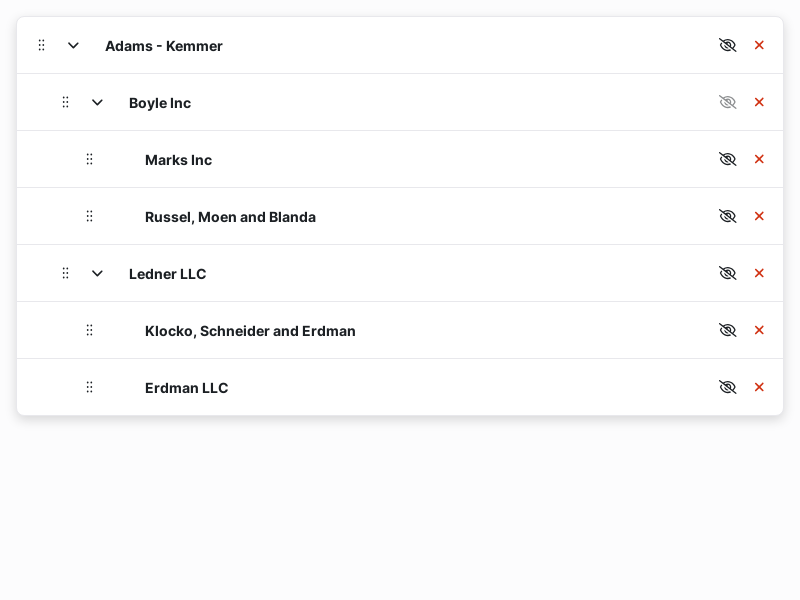 Adams - Kemmer
Boyle Inc
Marks Inc
Russel, Moen and Blanda
Ledner LLC
Klocko, Schneider and Erdman
Erdman LLC